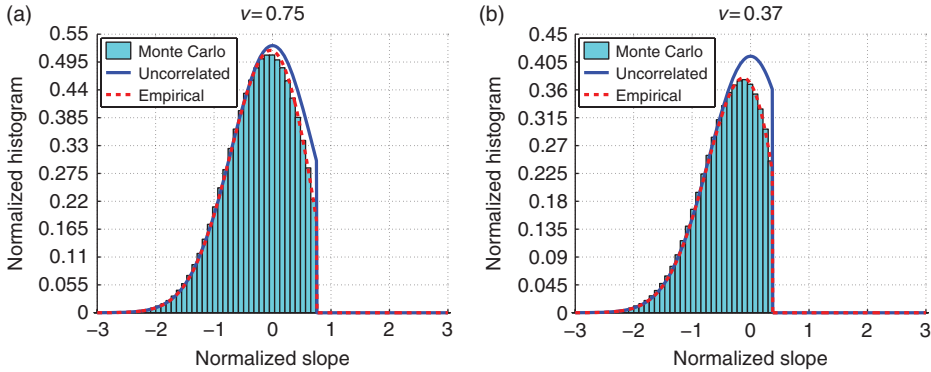 (a)
v=0.75
Normalized histogram
0.55
0.495
0.44
0.385
0.33
0.275
0.22
0.165
0.11
0.055
0
Monte Carlo
Uncorrelated
Empirical
−3 −2 −1 0 1 2 3
Normalized slope
(b)
v=0.37
Normalized histogram
0.45
0.405
0.36
0.315
0.27
0.225
0.18
0.135
0.09
0.045
0
Monte Carlo
Uncorrelated
Empirical
−3 −2 −1 0 1 2 3
Normalized slope